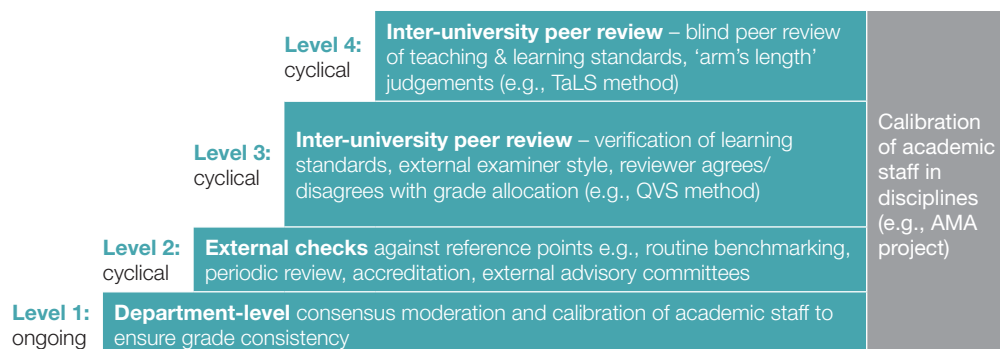 Level 4:
cyclical
Inter-university peer review – blind peer review
of teaching & learning standards, ‘arm’s length’
judgements (e.g., TaLS method)
Level 3:
cyclical
Inter-university peer review – verification of learning
standards, external examiner style, reviewer agrees/
disagrees with grade allocation (e.g., QVS method)
Level 2:
cyclical
External checks against reference points e.g., routine benchmarking,
periodic review, accreditation, external advisory committees
Level 1:
ongoing
Department-level consensus moderation and calibration of academic staff to
ensure grade consistency
Calibration
of academic
staff in
disciplines
(e.g., AMA
project)